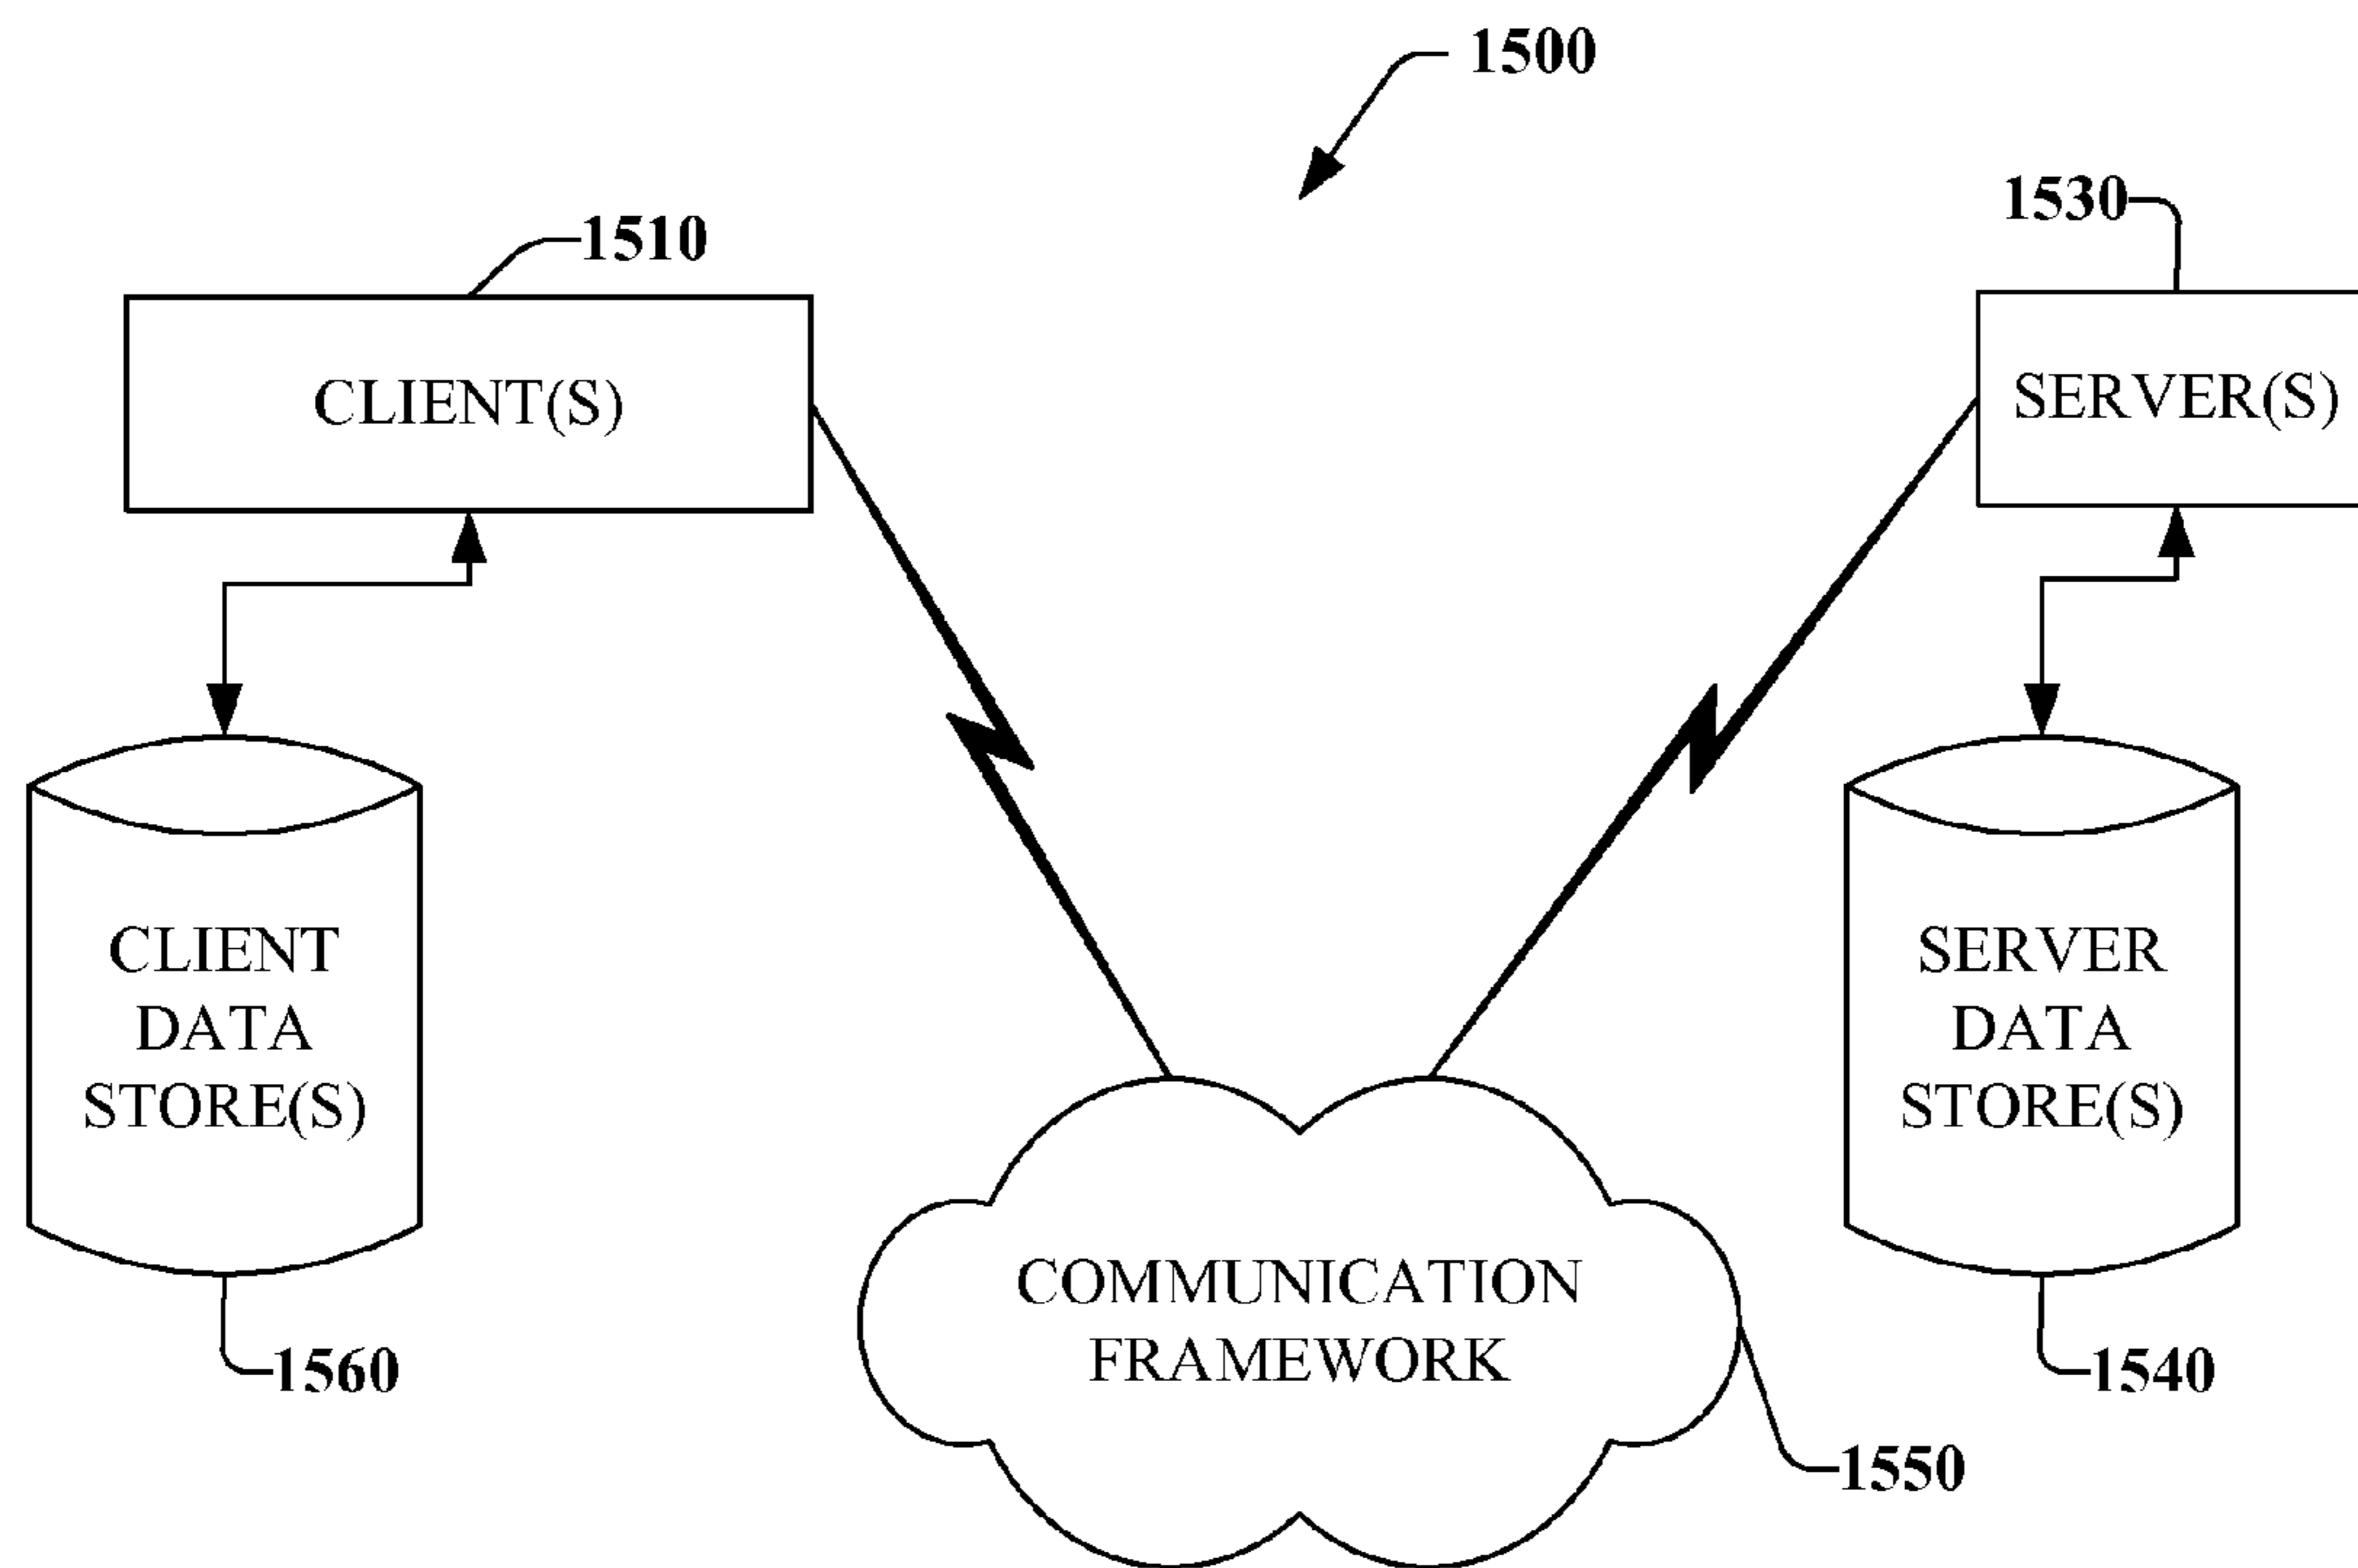 1500
1510
1530
CLIENT(S)
SERVER(S)
CLIENT
DATA
STORE(S)
SERVER
DATA
STORE(S)
COMMUNICATION
FRAMEWORK
1560
1540
1550